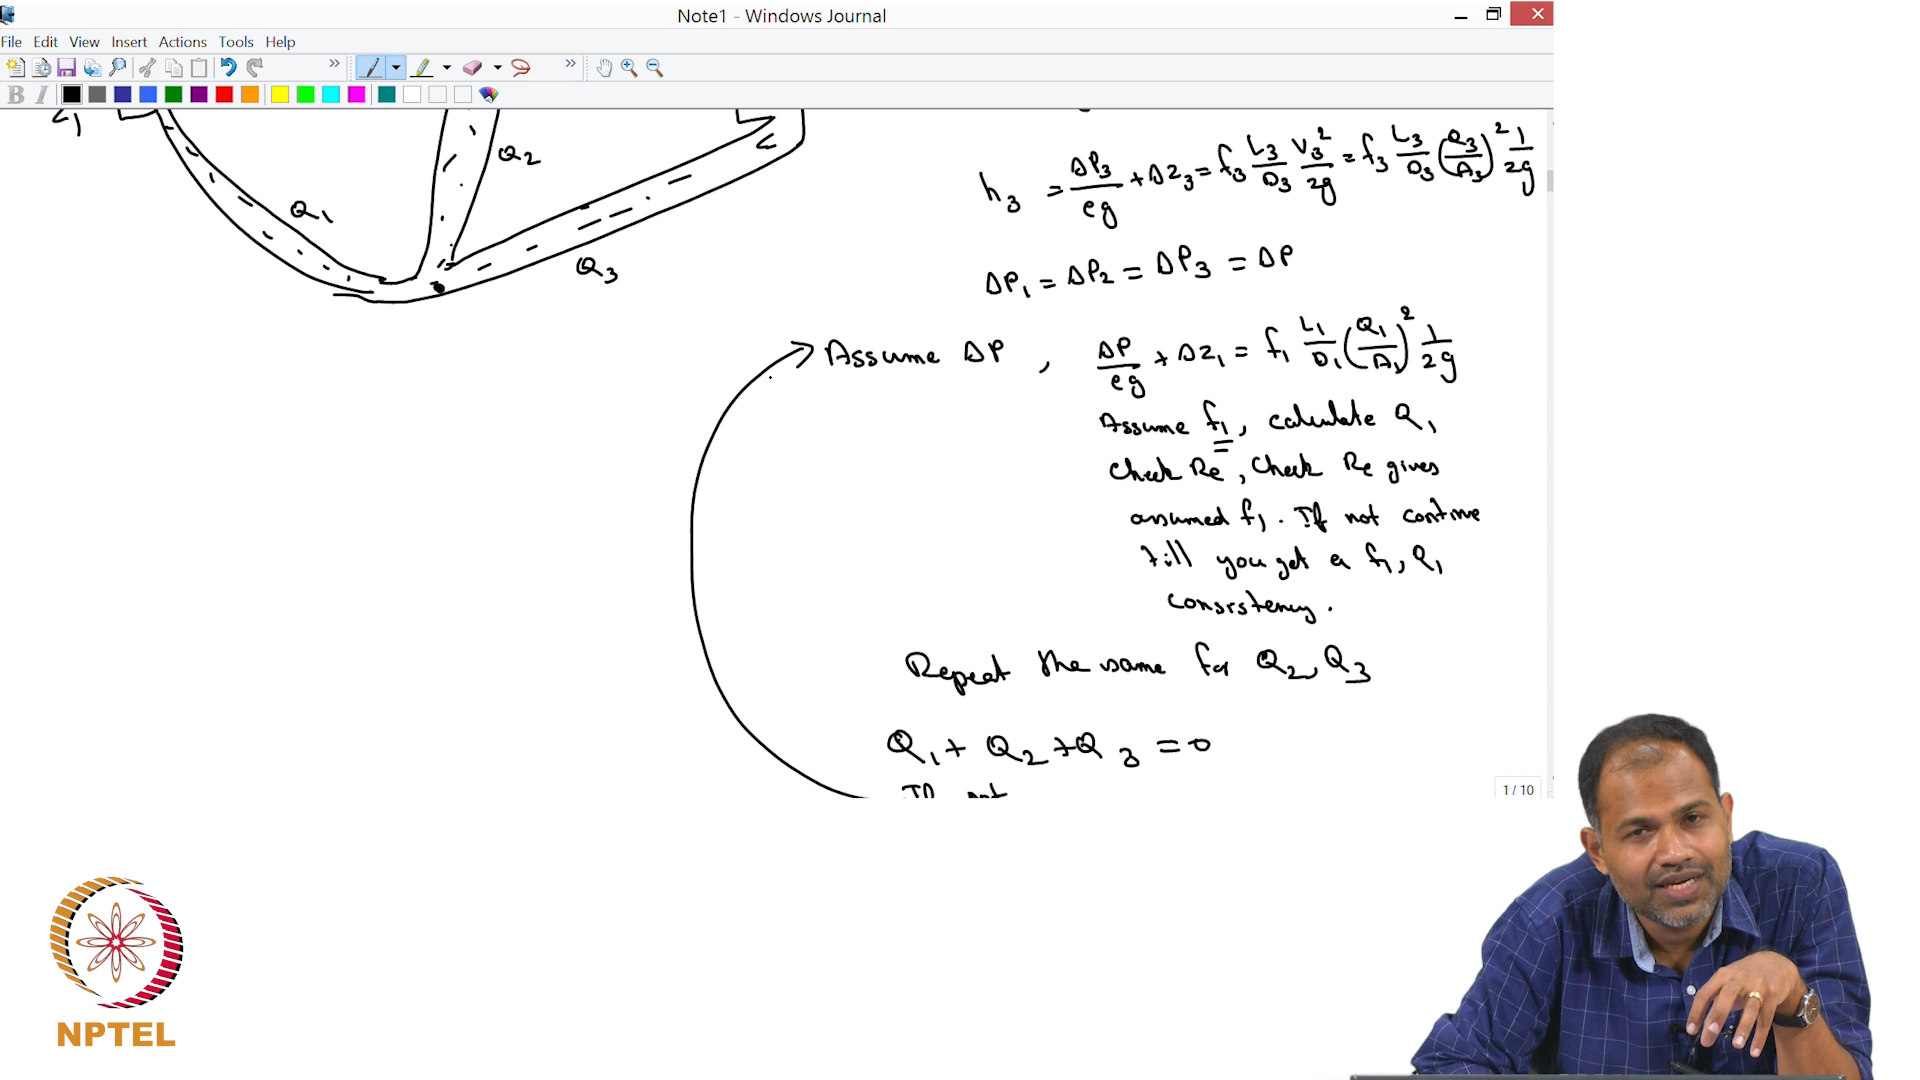 Note1 - Windows Journal
File Edit View Insert Actions Tools Help
B I
z₁
Q₁
Q₂
Q₃
h₃ = ΔP₃/ρg + Δz₃ = f₃ L₃/D₃ V₃²/2g = f₃ L₃/D₃ (Q₃/A₃)² 1/2g
ΔP₁ = ΔP₂ = ΔP₃ = ΔP
Assume ΔP , ΔP/ρg + Δz₁ = f₁ L₁/D₁ (Q₁/A₁)² 1/2g
Assume f₁, calculate Q₁
Check Re, Check Re gives
assumed f₁. If not continue
till you get a f₁, Q₁
consistency.
Repeat the same for Q₂, Q₃
Q₁ + Q₂ + Q₃ = 0
If not
1 / 10
NPTEL